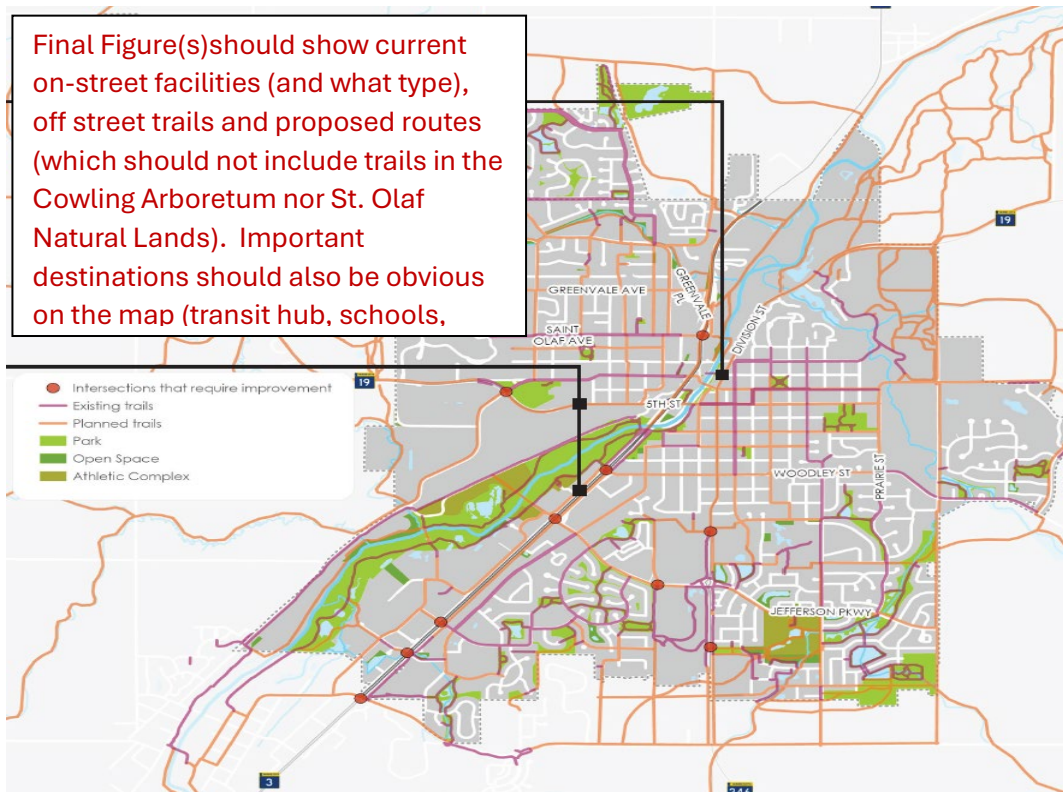 Final Figure(s)should show current
on-street facilities (and what type),
off street trails and proposed routes
(which should not include trails in the
Cowling Arboretum nor St. Olaf
Natural Lands). Important
destinations should also be obvious
on the map (transit hub, schools,
19
GREENVALE AVE
GREENVALE PL
SAINT
OLAF AVE
DIVISION ST
19
Intersections that require improvement
Existing trails
Planned trails
Park
Open Space
Athletic Complex
5TH ST
WOODLEY ST
PRAIRIE ST
JEFFERSON PKWY
3
246